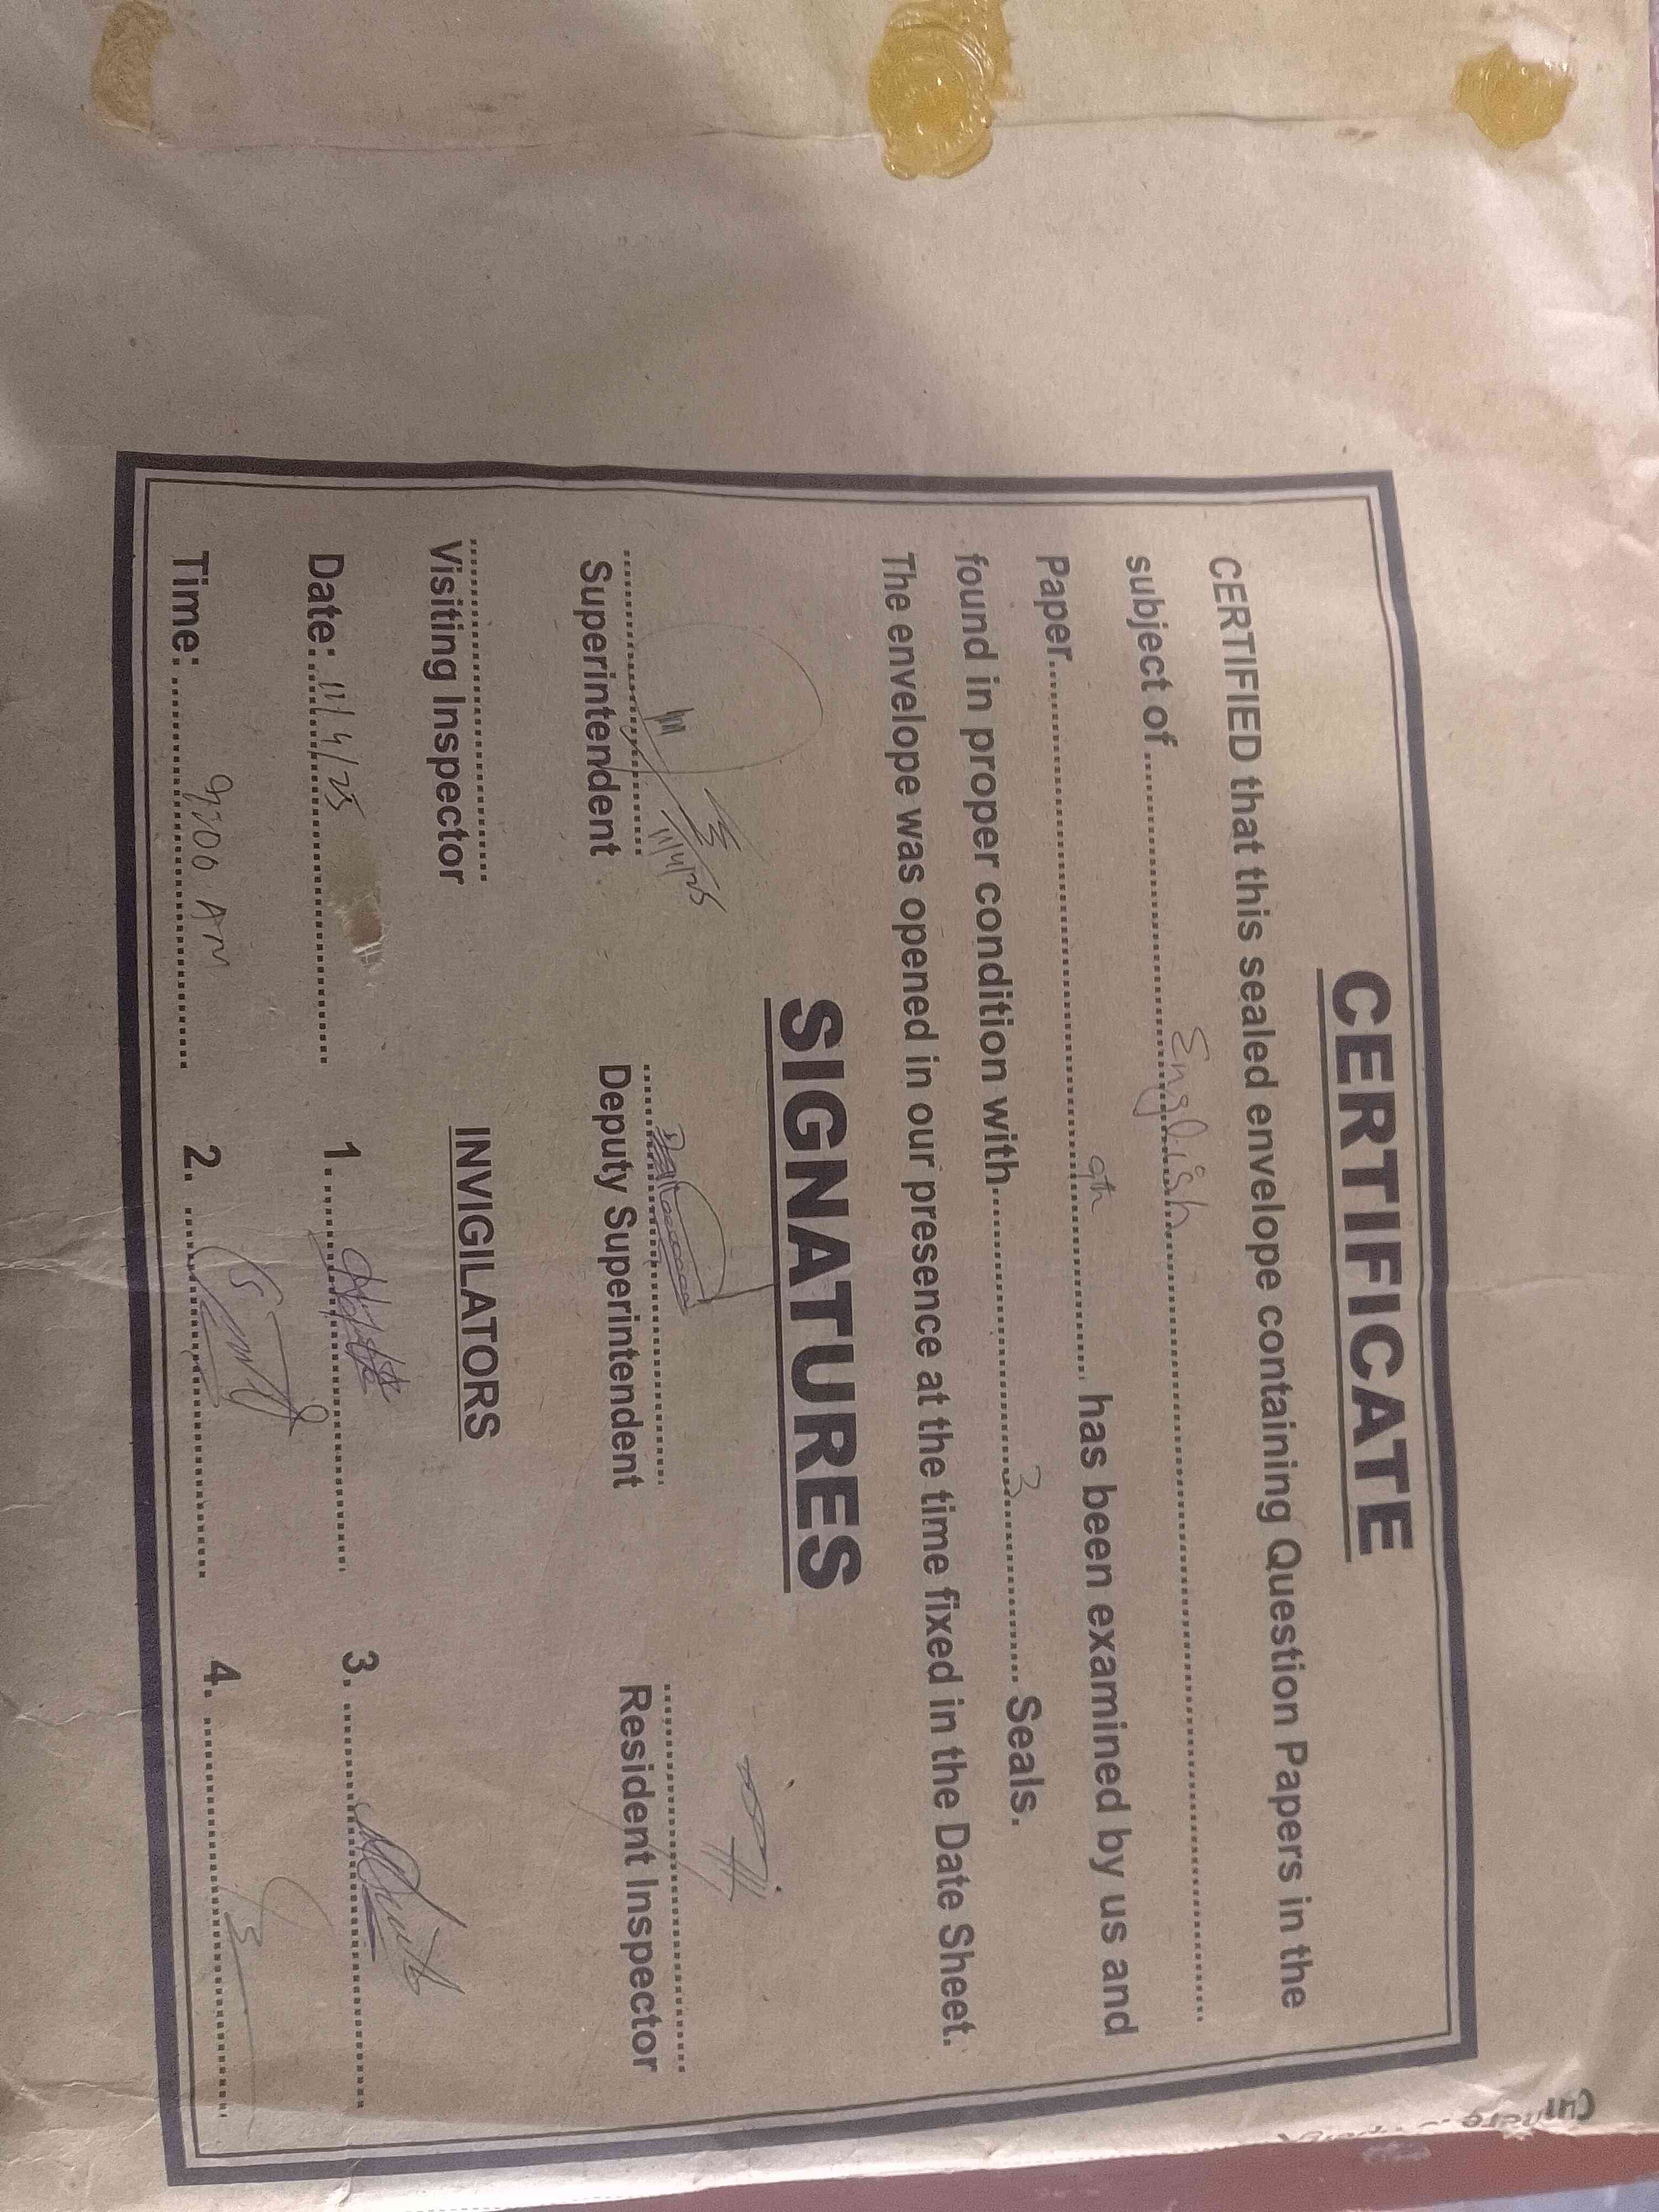 CERTIFICATE
CERTIFIED that this sealed envelope containing Question Papers in the
subject of.......... English ..........
Paper.......... 9th .......... has been examined by us and
found in proper condition with.......... 3 .......... Seals.
The envelope was opened in our presence at the time fixed in the Date Sheet.
SIGNATURES
11/4/25
Superintendent Deputy Superintendent Resident Inspector
Visiting Inspector INVIGILATORS
Date: 11/4/25 1. 3.
Time: 9:00 AM 2. 4.